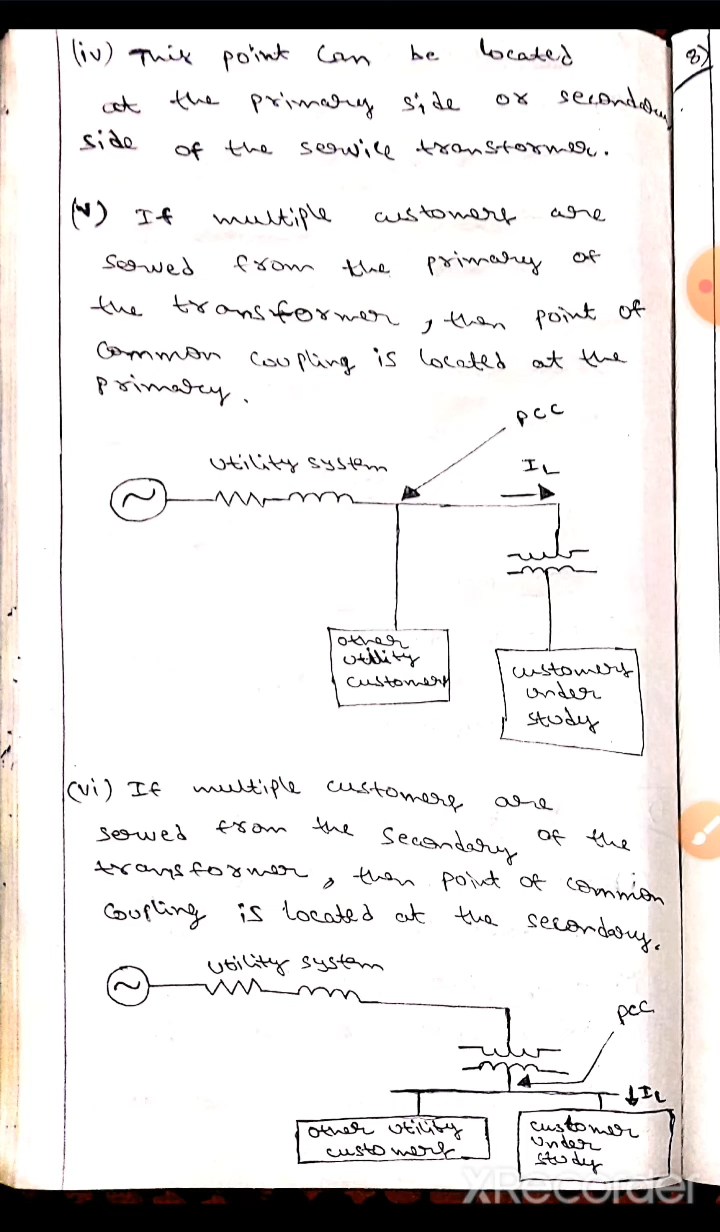 (iv) This point can be located
at the primary side or secondary
side of the service transformer.
8)
(v) If multiple customers are
served from the primary of
the transformer, then point of
common coupling is located at the
primary.
PCC
utility system
IL
other
utility
customers
customers
under
study
(vi) If multiple customers are
served from the secondary of the
transformer, then point of common
coupling is located at the secondary.
utility system
PCC
IL
other utility
customers
customer
under
study
XRecorder